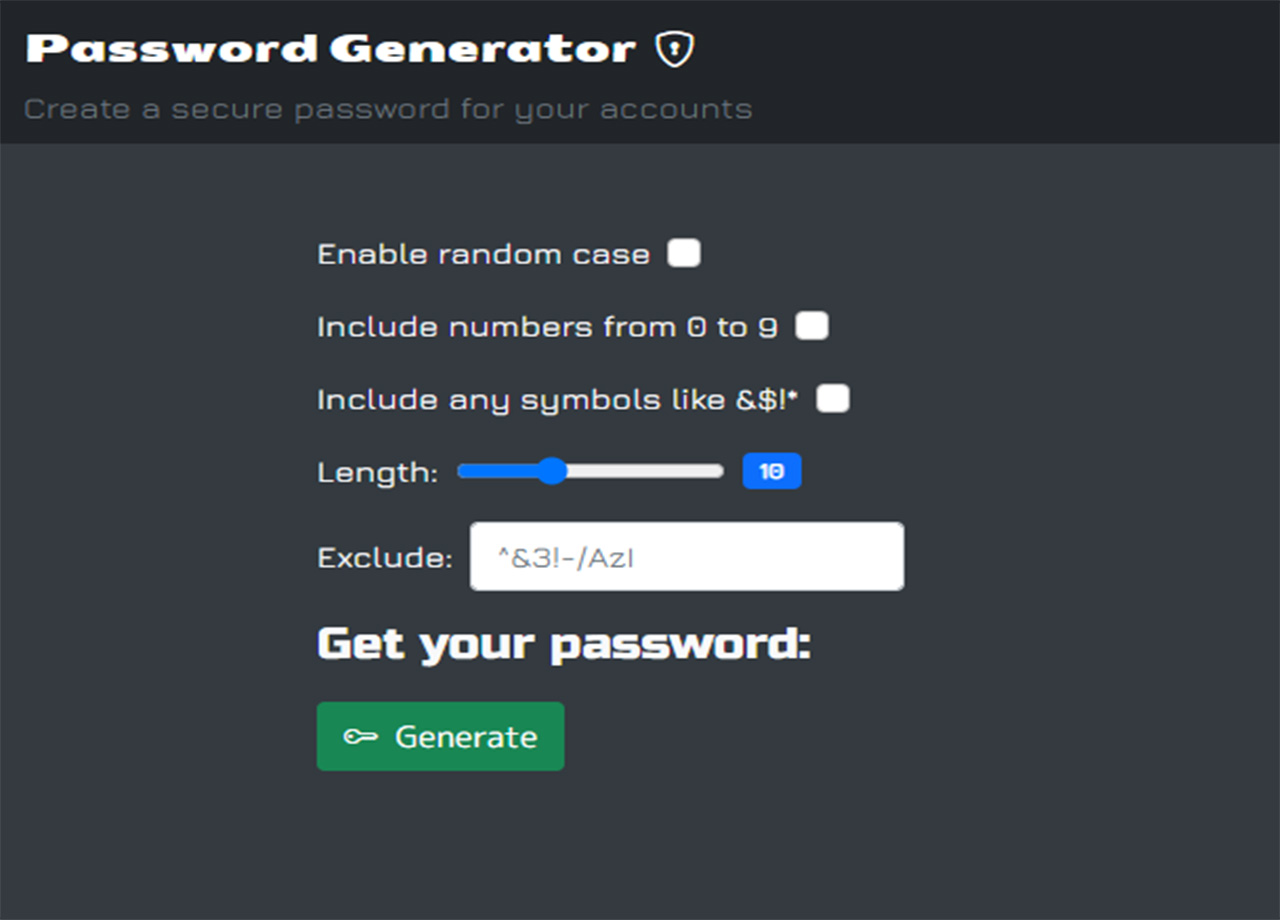 Password Generator
Create a secure password for your accounts
Enable random case
Include numbers from 0 to 9
Include any symbols like &$!*
Length: 10
Exclude: ^&3!-/AzI
Get your password:
Generate